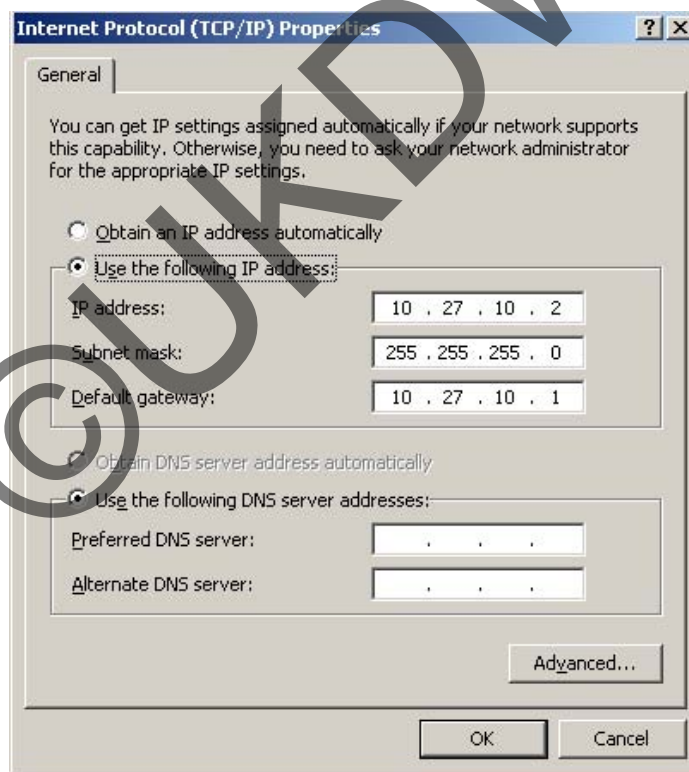 Internet Protocol (TCP/IP) Properties
General
You can get IP settings assigned automatically if your network supports
this capability. Otherwise, you need to ask your network administrator
for the appropriate IP settings.
Obtain an IP address automatically
Use the following IP address:
IP address: 10 . 27 . 10 . 2
Subnet mask: 255 . 255 . 255 . 0
Default gateway: 10 . 27 . 10 . 1
Obtain DNS server address automatically
Use the following DNS server addresses:
Preferred DNS server: . . .
Alternate DNS server: . . .
Advanced...
OK Cancel
©UKDW